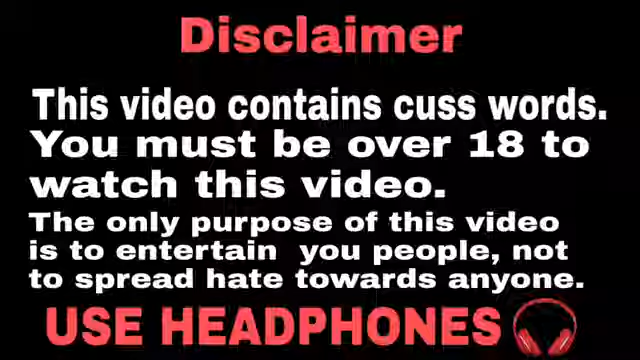 Disclaimer
This video contains cuss words.
You must be over 18 to
watch this video.
The only purpose of this video
is to entertain  you people, not
to spread hate towards anyone.
USE HEADPHONES